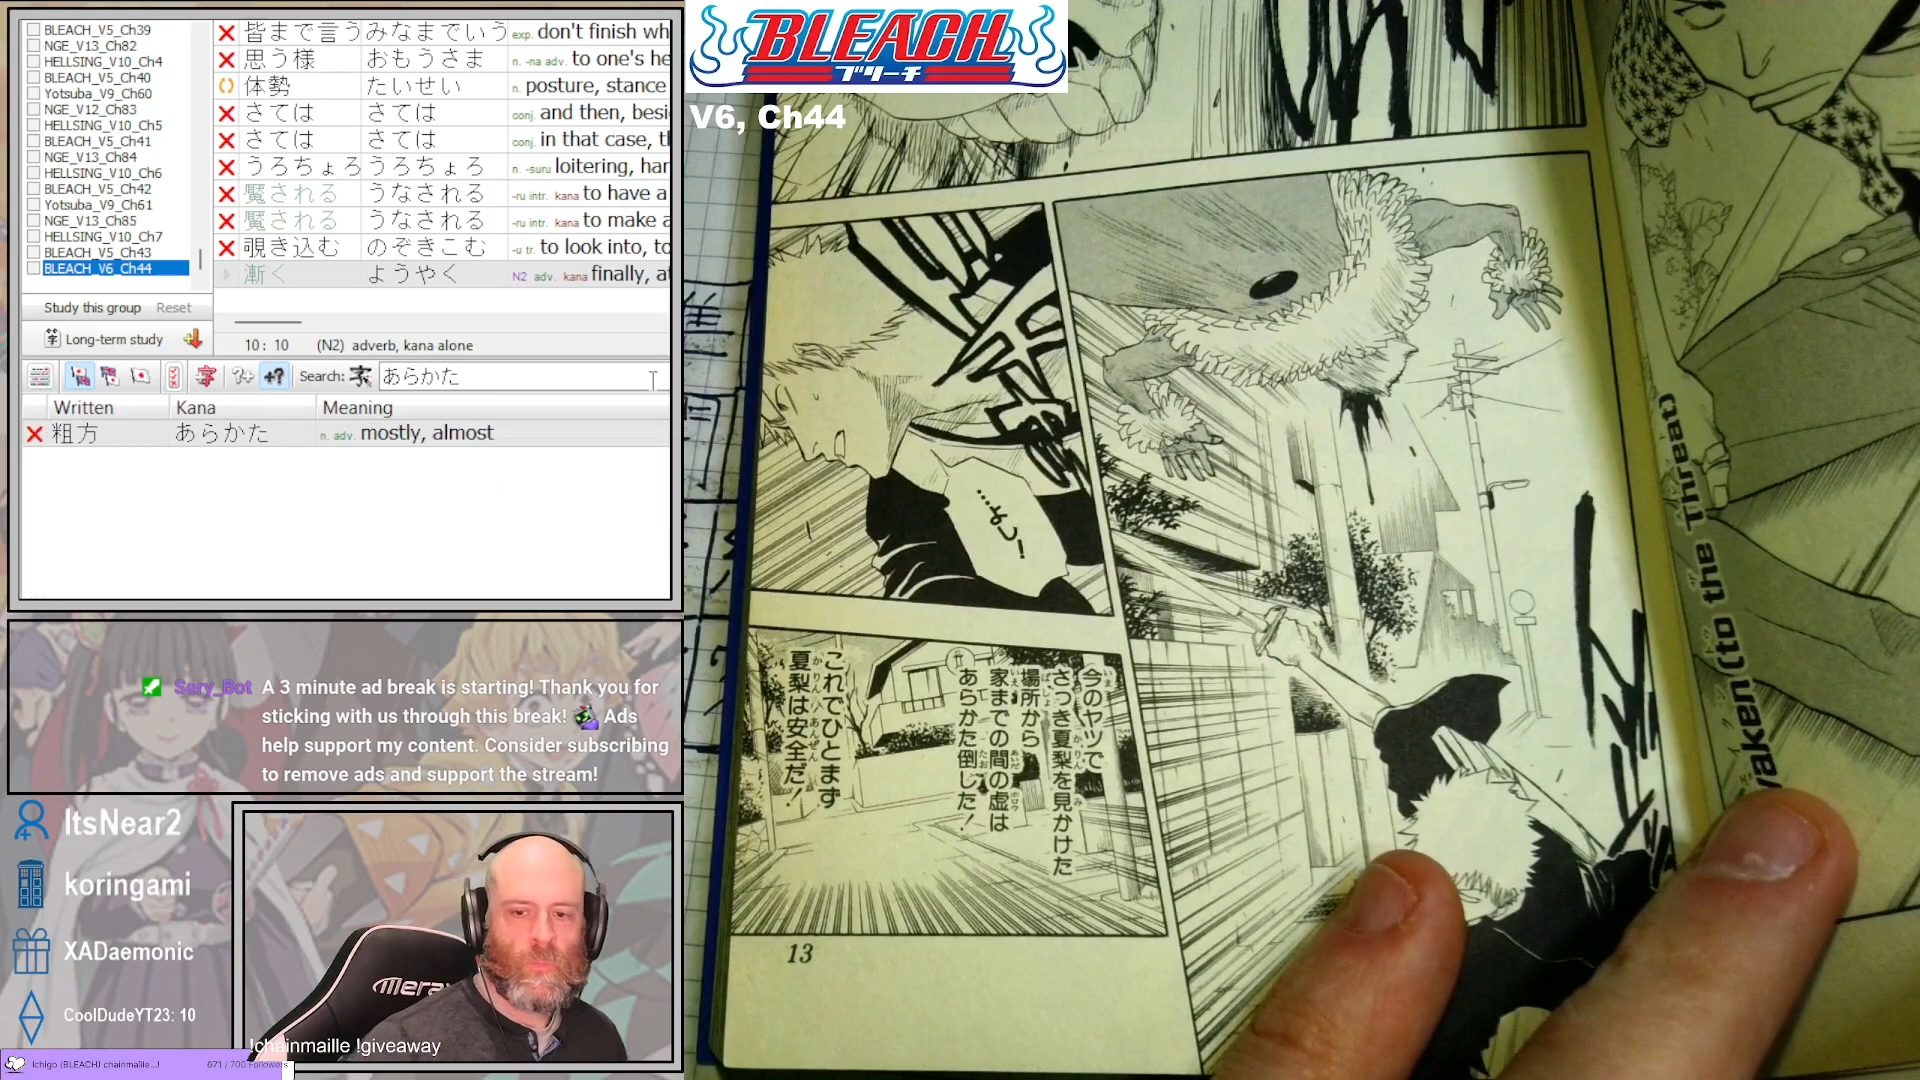 BLEACH_V5_Ch39
NGE_V13_Ch82
HELLSING_V10_Ch4
BLEACH_V5_Ch40
Yotsuba_V9_Ch60
NGE_V12_Ch83
HELLSING_V10_Ch5
BLEACH_V5_Ch41
NGE_V13_Ch84
HELLSING_V10_Ch6
BLEACH_V5_Ch42
Yotsuba_V9_Ch61
NGE_V13_Ch85
HELLSING_V10_Ch7
BLEACH_V5_Ch43
BLEACH_V6_Ch44
Study this group Reset
Long-term study
皆まで言う みなまでいう exp. don't finish wh
思う様 おもうさま n. -na adv. to one's he
体勢 たいせい n. posture, stance
さては さては conj. and then, besi
さては さては conj. in that case, th
うろちょろ うろちょろ n. -suru loitering, har
魘される うなされる -ru intr. kana to have a
魘される うなされる -ru intr. kana to make a
覗き込む のぞきこむ -u tr. to look into, to
漸く ようやく N2 adv. kana finally, at
10: 10 (N2) adverb, kana alone
Search: あらかた
Written Kana Meaning
粗方 あらかた n. adv. mostly, almost
Sery_Bot A 3 minute ad break is starting! Thank you for
sticking with us through this break! Ads
help support my content. Consider subscribing
to remove ads and support the stream!
ItsNear2
koringami
XADaemonic
CoolDudeYT23: 10
!chainmaille !giveaway
Ichigo (BLEACH) chainmaille...!
671 / 700 Followers
BLEACH
ブリーチ
V6, Ch44
……よし！
今のヤツで
さっき夏梨を見かけた
場所から
家までの間の虚は
あらかた倒した！
これでひとまず
夏梨は安全だ！
13
awaken (to the Threat)